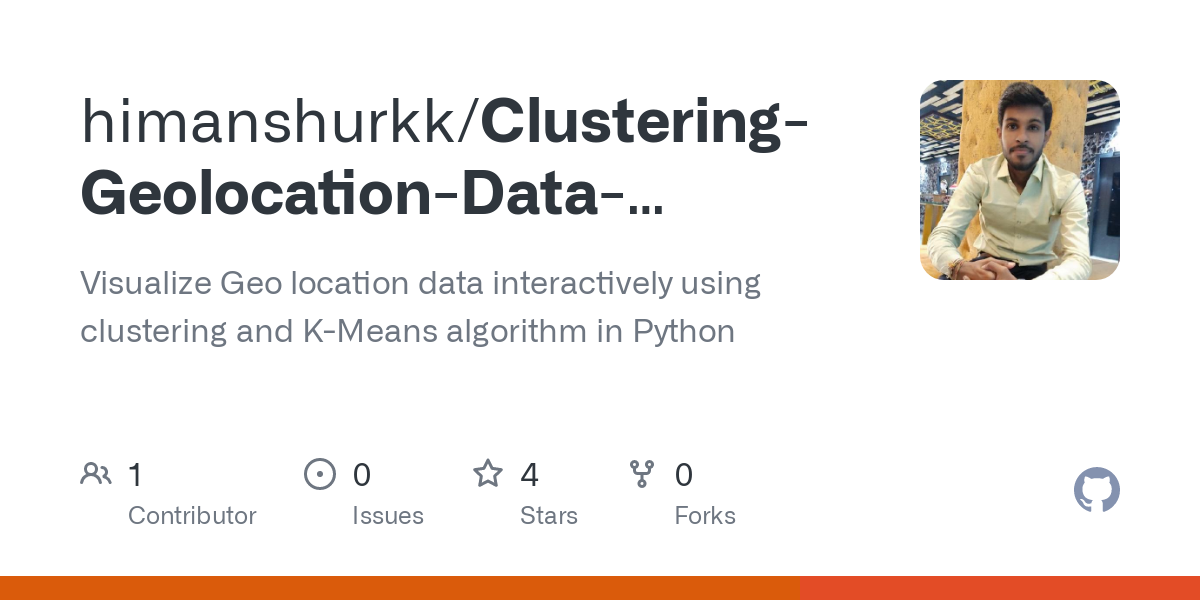 himanshurkk/Clustering-
Geolocation-Data-...
Visualize Geo location data interactively using
clustering and K-Means algorithm in Python
1
Contributor
0
Issues
4
Stars
0
Forks